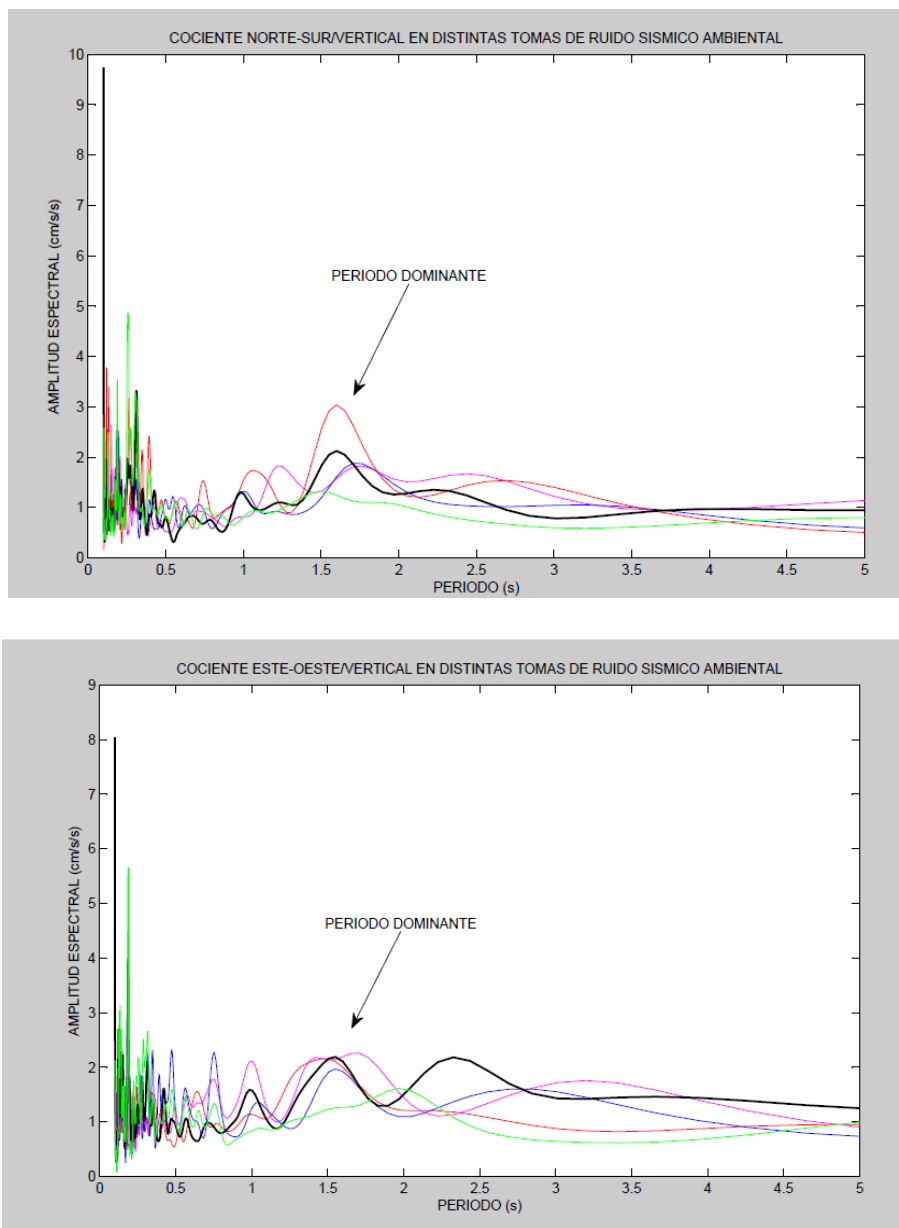 COCIENTE NORTE-SUR/VERTICAL EN DISTINTAS TOMAS DE RUIDO SISMICO AMBIENTAL
10
9
8
7
6
5
4
3
2
1
0
AMPLITUD ESPECTRAL (cm/s/s)
PERIODO DOMINANTE
0 0.5 1 1.5 2 2.5 3 3.5 4 4.5 5
PERIODO (s)
COCIENTE ESTE-OESTE/VERTICAL EN DISTINTAS TOMAS DE RUIDO SISMICO AMBIENTAL
9
8
7
6
5
4
3
2
1
0
AMPLITUD ESPECTRAL (cm/s/s)
PERIODO DOMINANTE
0 0.5 1 1.5 2 2.5 3 3.5 4 4.5 5
PERIODO (s)